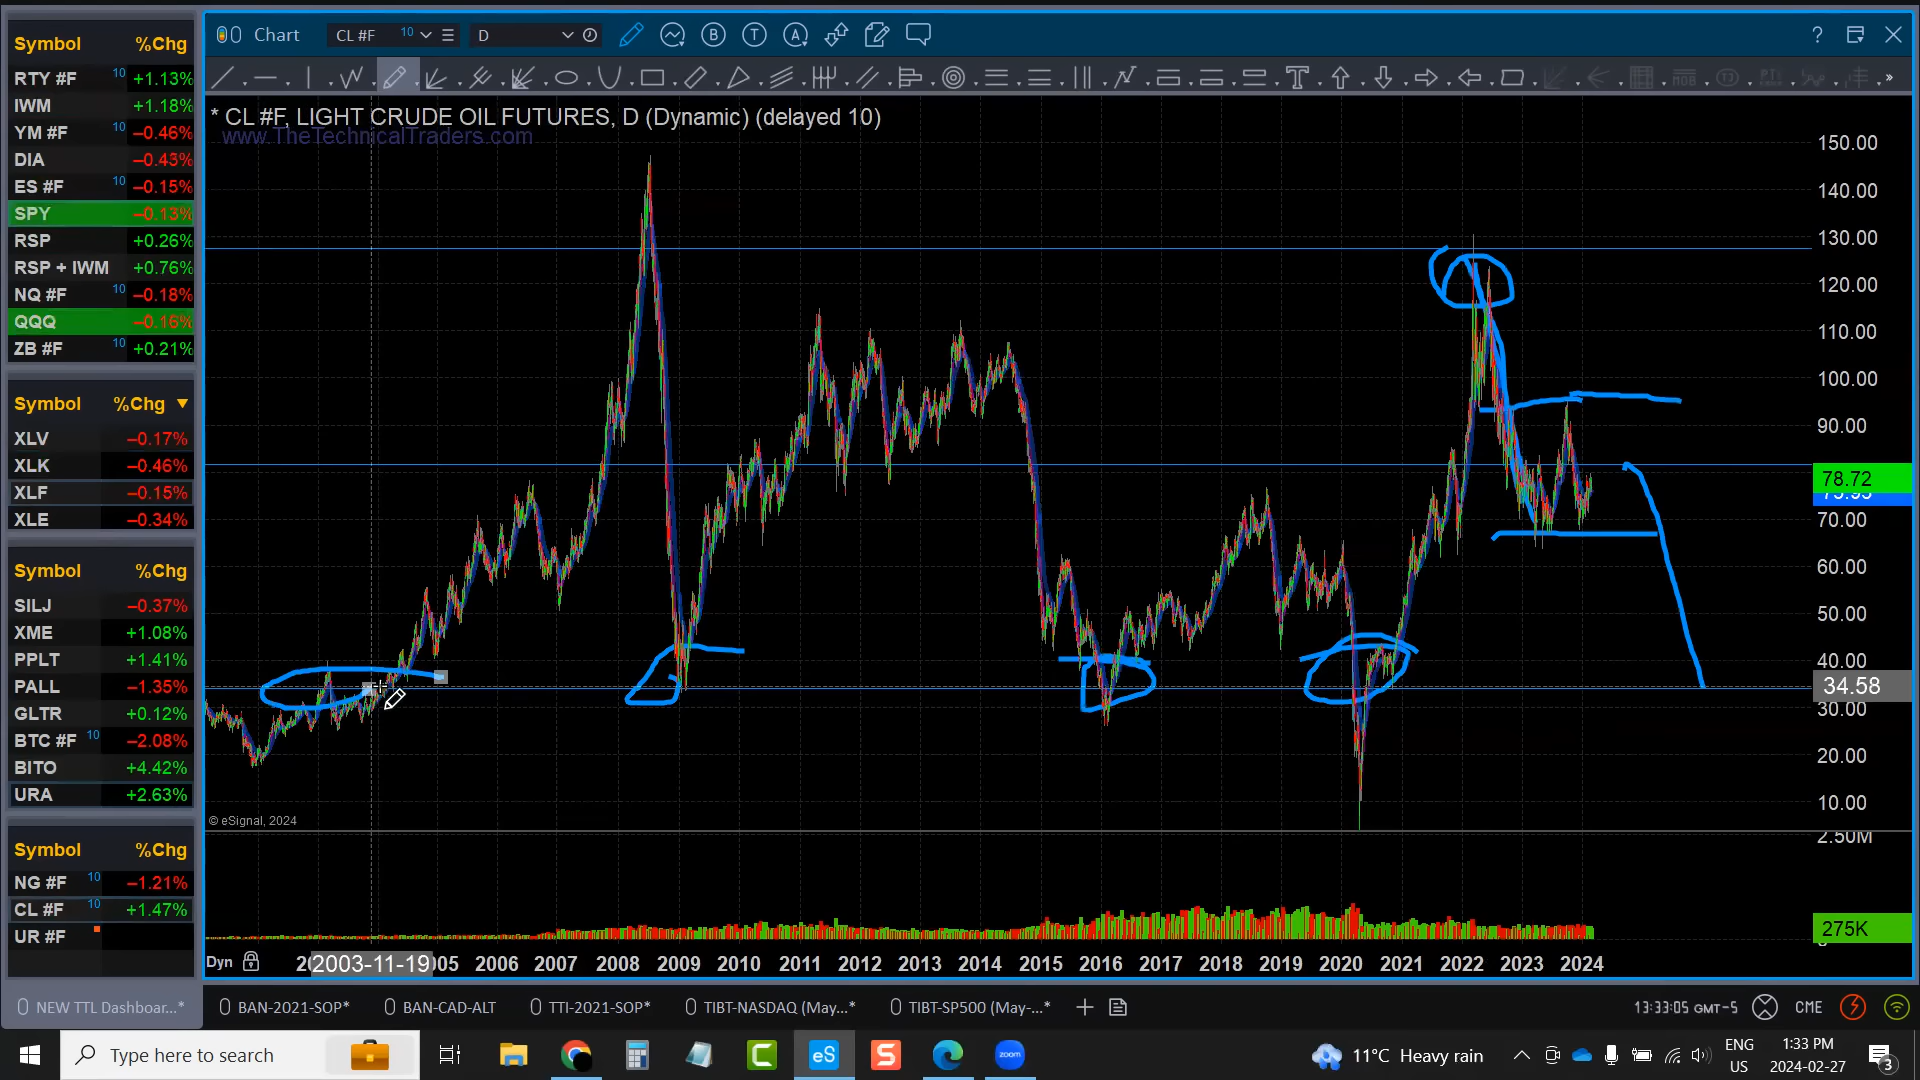 Chart CL #F 10 D
B T A ?
* CL #F, LIGHT CRUDE OIL FUTURES, D (Dynamic) (delayed 10)
www.TheTechnicalTraders.com
Symbol %Chg
RTY #F 10 +1.13%
IWM +1.18%
YM #F 10 –0.46%
DIA –0.43%
ES #F 10 –0.15%
SPY –0.13%
RSP +0.26%
RSP + IWM +0.76%
NQ #F 10 –0.18%
QQQ –0.16%
ZB #F 10 +0.21%
Symbol %Chg ▼
XLV –0.17%
XLK –0.46%
XLF –0.15%
XLE –0.34%
Symbol %Chg
SILJ –0.37%
XME +1.08%
PPLT +1.41%
PALL –1.35%
GLTR +0.12%
BTC #F 10 –2.08%
BITO +4.42%
URA +2.63%
Symbol %Chg
NG #F 10 –1.21%
CL #F 10 +1.47%
UR #F
150.00
140.00
130.00
120.00
110.00
100.00
90.00
78.72
70.00
60.00
50.00
40.00
34.58
30.00
20.00
10.00
2.50M
275K
© eSignal, 2024
Dyn 2003-11-19 005 2006 2007 2008 2009 2010 2011 2012 2013 2014 2015 2016 2017 2018 2019 2020 2021 2022 2023 2024
NEW TTL Dashboar...* BAN-2021-SOP* BAN-CAD-ALT TTI-2021-SOP* TIBT-NASDAQ (May...* TIBT-SP500 (May-...* 13:33:05 GMT-5 CME
Type here to search eS S zoom 11°C Heavy rain ENG US 1:33 PM 2024-02-27 3